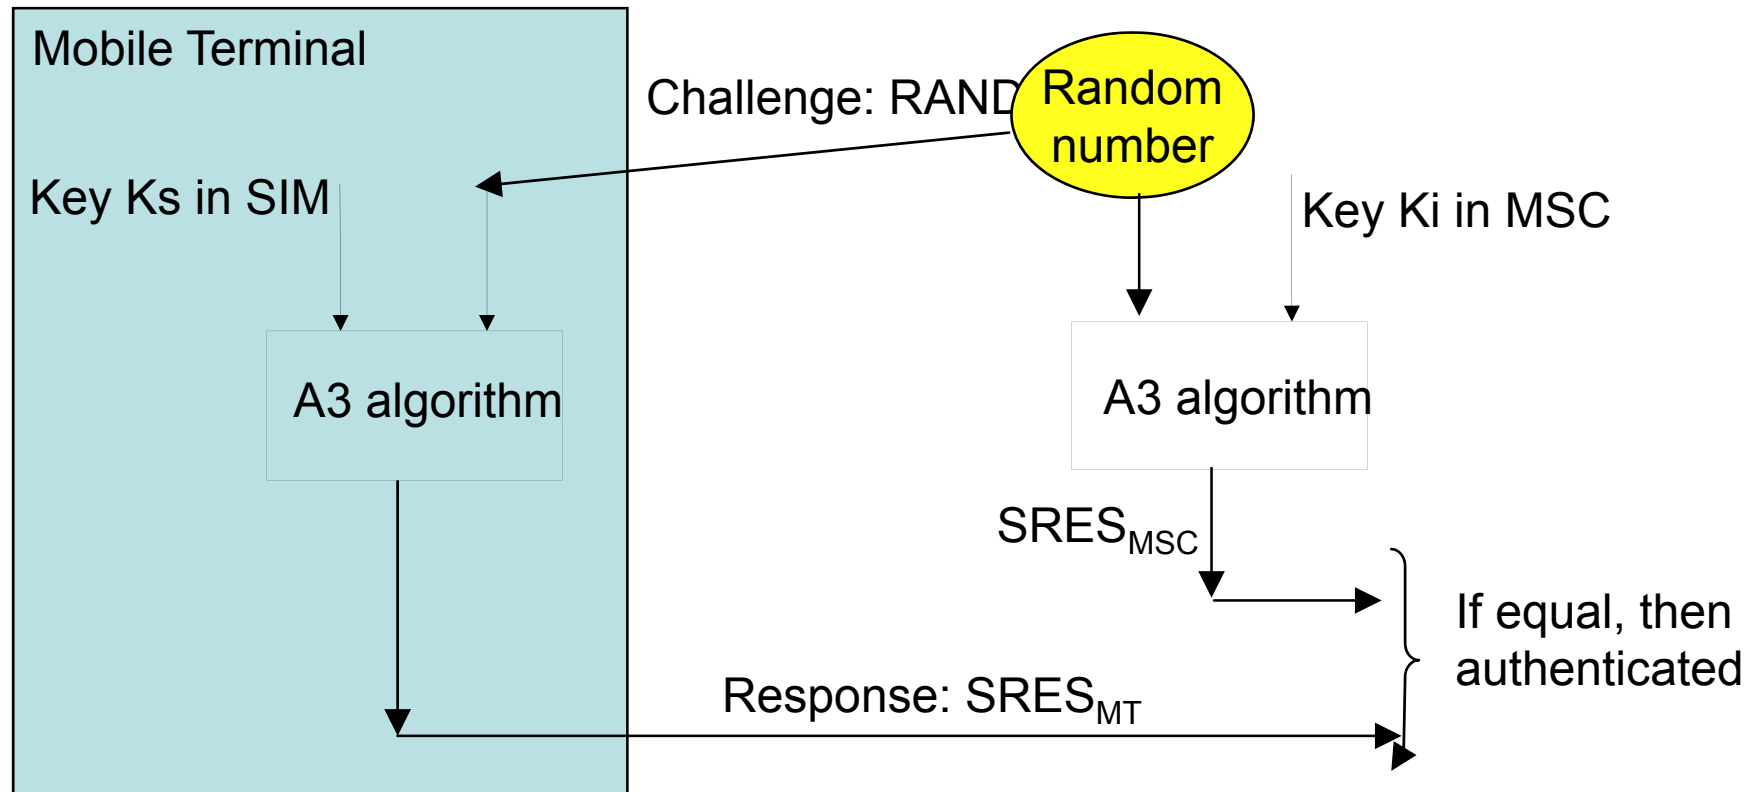 Mobile Terminal
Challenge: RAND
Random
number
Key Ks in SIM
Key Ki in MSC
A3 algorithm
A3 algorithm
SRESMSC
If equal, then
authenticated
Response: SRESMT